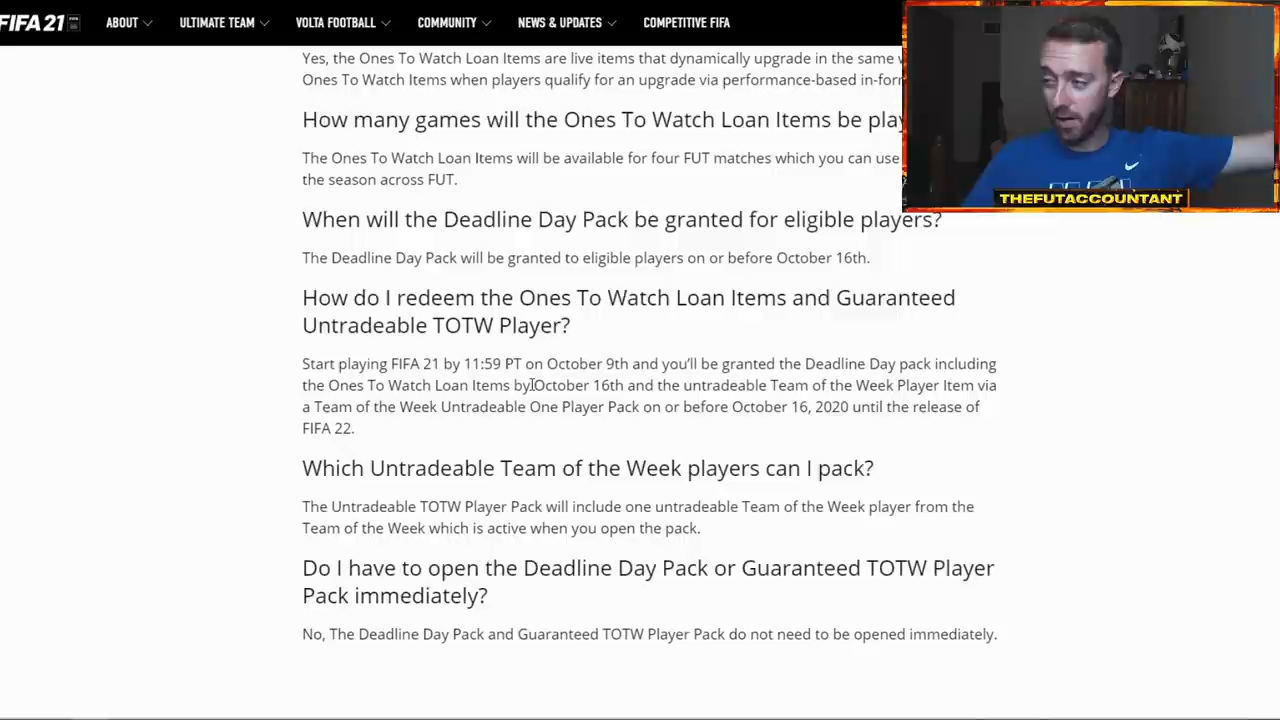 FIFA 21
ABOUT
ULTIMATE TEAM
VOLTA FOOTBALL
COMMUNITY
NEWS & UPDATES
COMPETITIVE FIFA
Yes, the Ones To Watch Loan Items are live items that dynamically upgrade in the same
Ones To Watch Items when players qualify for an upgrade via performance-based in-for
How many games will the Ones To Watch Loan Items be play
The Ones To Watch Loan Items will be available for four FUT matches which you can use
the season across FUT.
THEFUTACCOUNTANT
When will the Deadline Day Pack be granted for eligible players?
The Deadline Day Pack will be granted to eligible players on or before October 16th.
How do I redeem the Ones To Watch Loan Items and Guaranteed
Untradeable TOTW Player?
Start playing FIFA 21 by 11:59 PT on October 9th and you'll be granted the Deadline Day pack including
the Ones To Watch Loan Items by October 16th and the untradeable Team of the Week Player Item via
a Team of the Week Untradeable One Player Pack on or before October 16, 2020 until the release of
FIFA 22.
Which Untradeable Team of the Week players can I pack?
The Untradeable TOTW Player Pack will include one untradeable Team of the Week player from the
Team of the Week which is active when you open the pack.
Do I have to open the Deadline Day Pack or Guaranteed TOTW Player
Pack immediately?
No, The Deadline Day Pack and Guaranteed TOTW Player Pack do not need to be opened immediately.